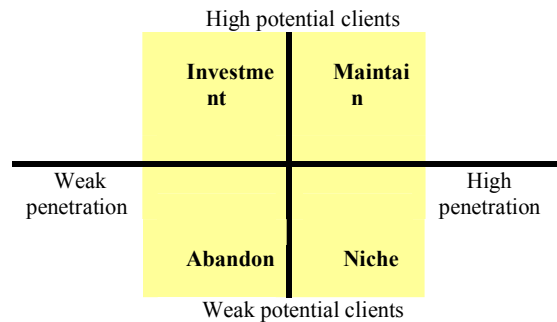 High potential clients
Investme
nt
Maintai
n
Weak
penetration
High
penetration
Abandon
Niche
Weak potential clients